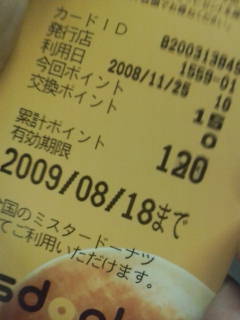 カードID 8200313845
発行店 1559-01
利用日 2008/11/25
今回ポイント 10
交換ポイント 0
累計ポイント 120
有効期限
2009/08/18まで
全国のミスタードーナツ
てご利用いただけます。